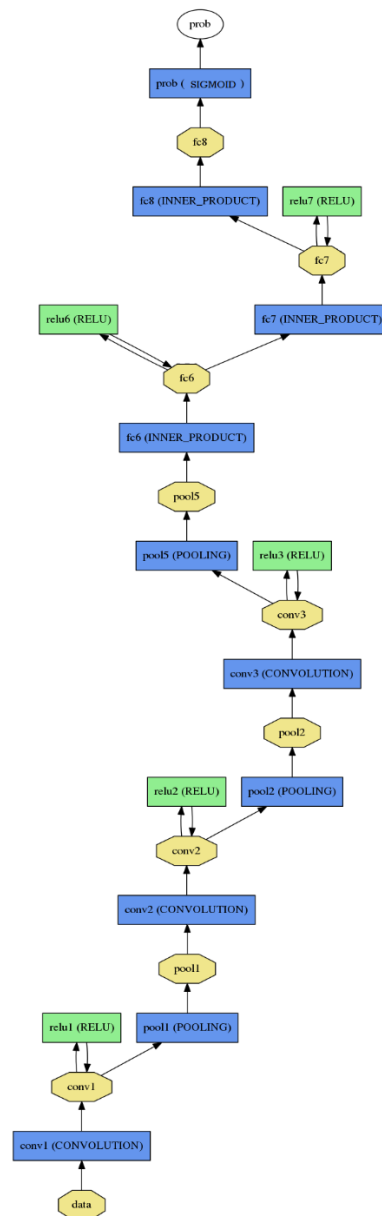 prob
prob ( SIGMOID )
fc8
fc8 (INNER_PRODUCT)
relu7 (RELU)
fc7
relu6 (RELU)
fc7 (INNER_PRODUCT)
fc6
fc6 (INNER_PRODUCT)
pool5
pool5 (POOLING)
relu3 (RELU)
conv3
conv3 (CONVOLUTION)
pool2
relu2 (RELU)
pool2 (POOLING)
conv2
conv2 (CONVOLUTION)
pool1
relu1 (RELU)
pool1 (POOLING)
conv1
conv1 (CONVOLUTION)
data